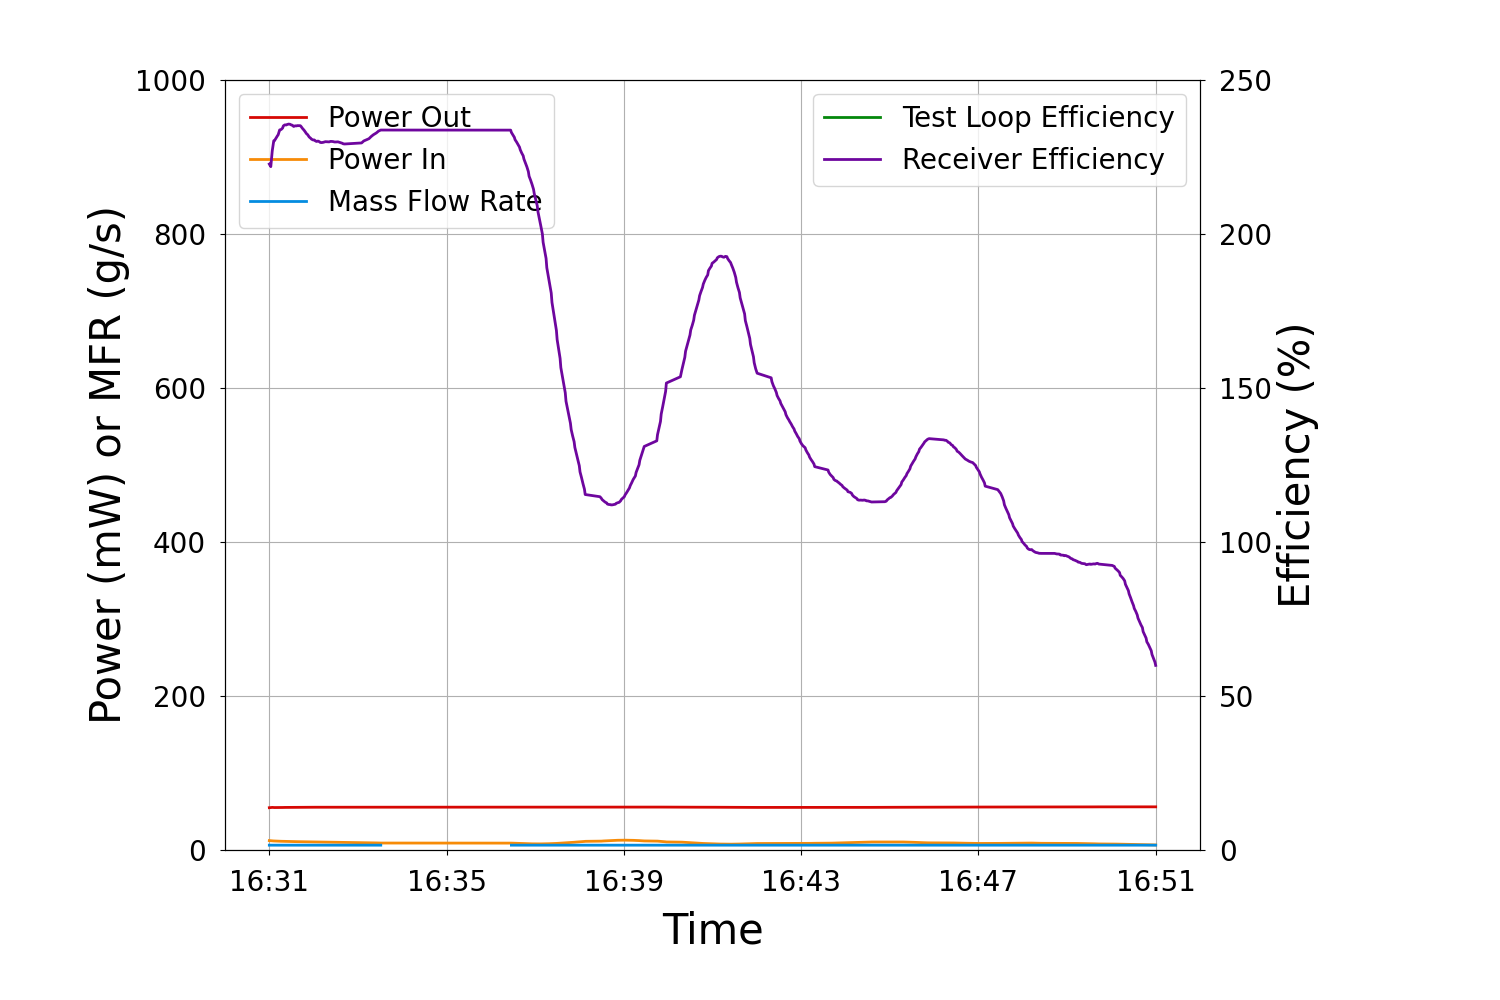 Power (mW) or MFR (g/s)
1000
800
600
400
200
0
Power Out
Power In
Mass Flow Rate
Test Loop Efficiency
Receiver Efficiency
250
200
150
100
50
0
Efficiency (%)
16:31 16:35 16:39 16:43 16:47 16:51
Time